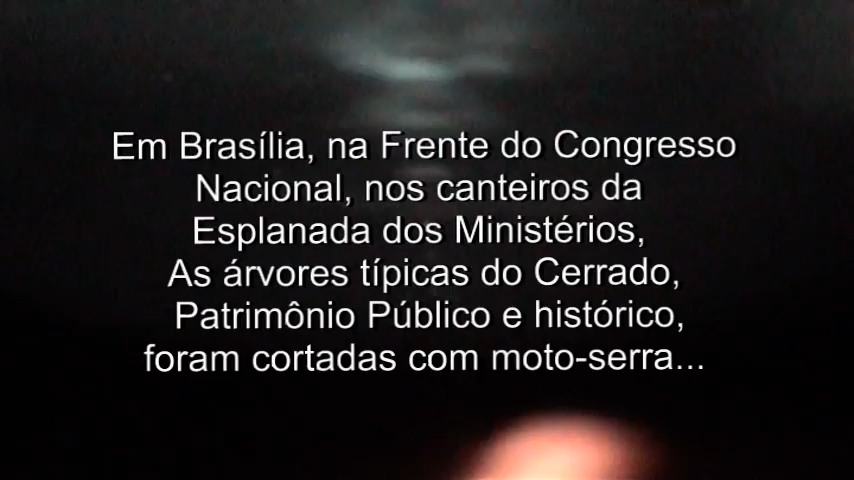 Em Brasília, na Frente do Congresso
Nacional, nos canteiros da
Esplanada dos Ministérios,
As árvores típicas do Cerrado,
Patrimônio Público e histórico,
foram cortadas com moto-serra...